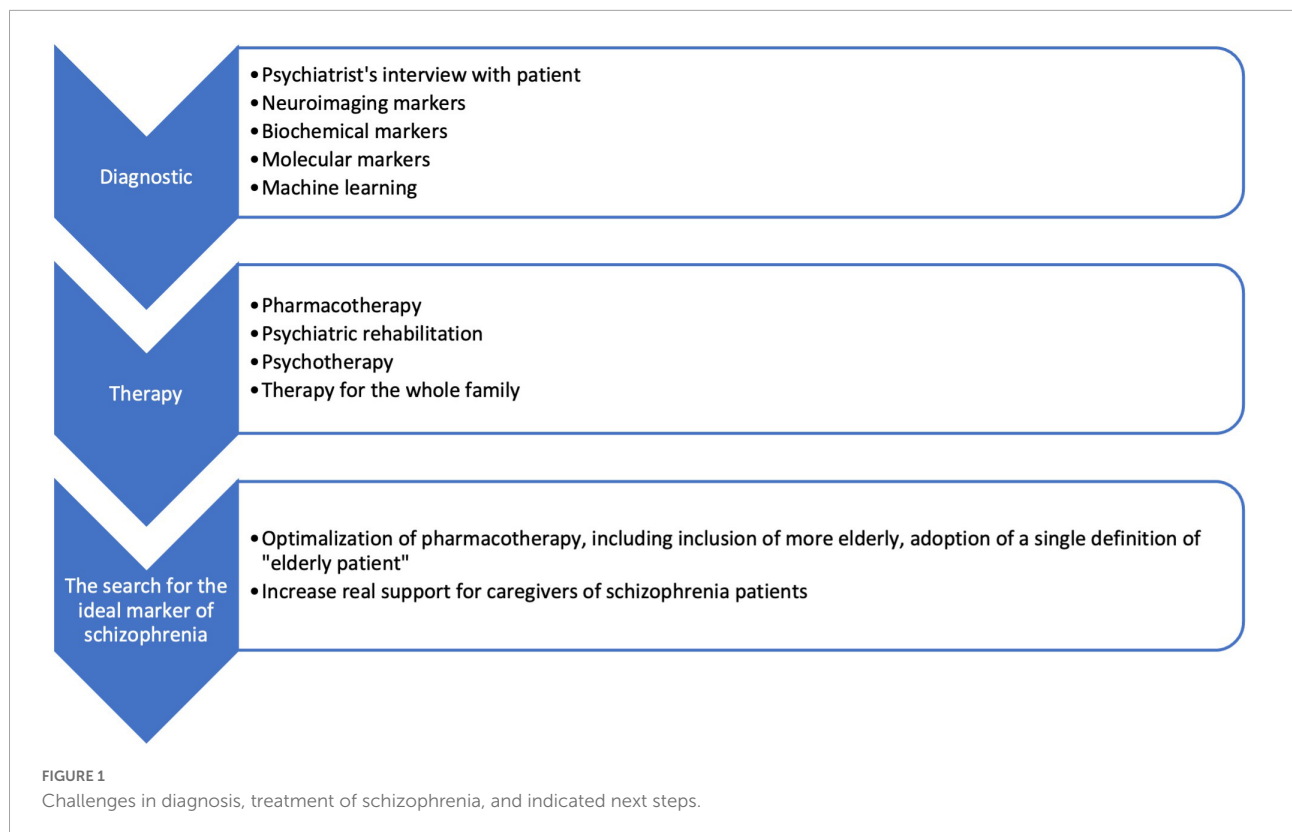 Diagnostic
•Psychiatrist's interview with patient
•Neuroimaging markers
•Biochemical markers
•Molecular markers
•Machine learning
Therapy
•Pharmacotherapy
•Psychiatric rehabilitation
•Psychotherapy
•Therapy for the whole family
The search for the
ideal marker of
schizophrenia
•Optimalization of pharmacotherapy, including inclusion of more elderly, adoption of a single definition of
"elderly patient"
•Increase real support for caregivers of schizophrenia patients
FIGURE 1
Challenges in diagnosis, treatment of schizophrenia, and indicated next steps.